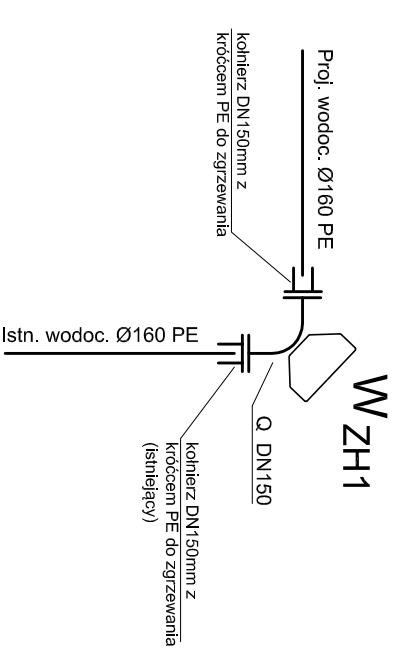 W ZH1
Proj. wodoc. Ø160 PE
kołnierz DN150mm z
króćcem PE do zgrzewania
Q DN150
Istn. wodoc. Ø160 PE
kołnierz DN150mm z
króćcem PE do zgrzewania
(istniejący)